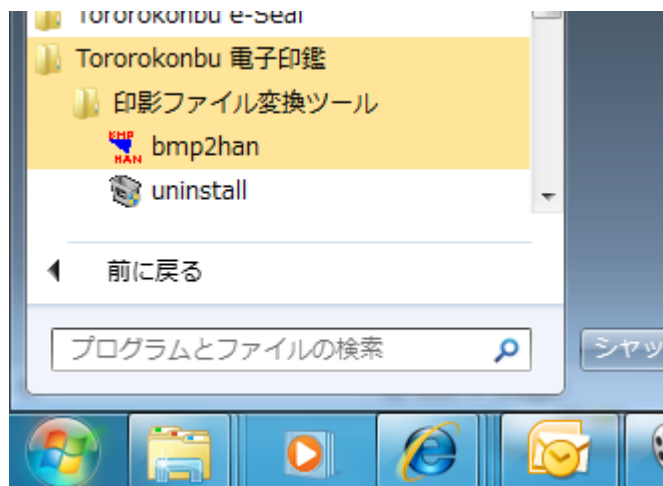 Tororokonbu e-Seal
Tororokonbu 電子印鑑
印影ファイル変換ツール
BMP
HAN
bmp2han
uninstall
前に戻る
プログラムとファイルの検索
シャッ